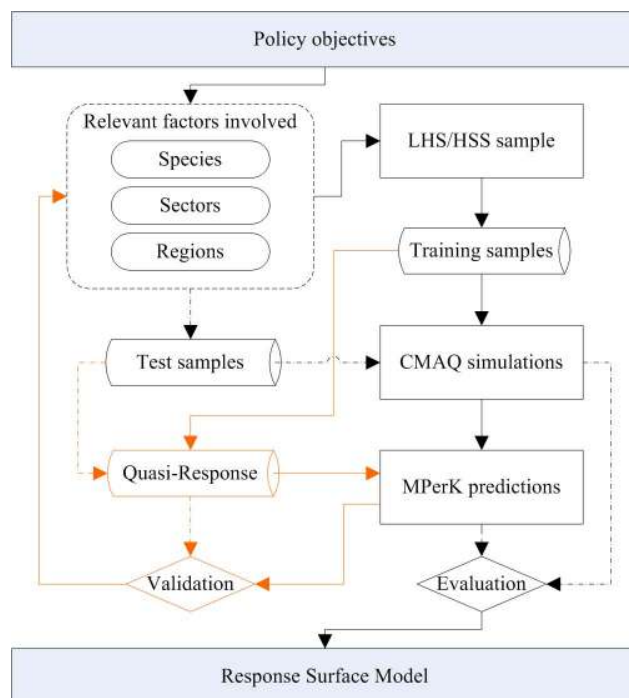 Policy objectives
Relevant factors involved
Species
Sectors
Regions
LHS/HSS sample
Training samples
Test samples
CMAQ simulations
Quasi-Response
MPerK predictions
Validation
Evaluation
Response Surface Model